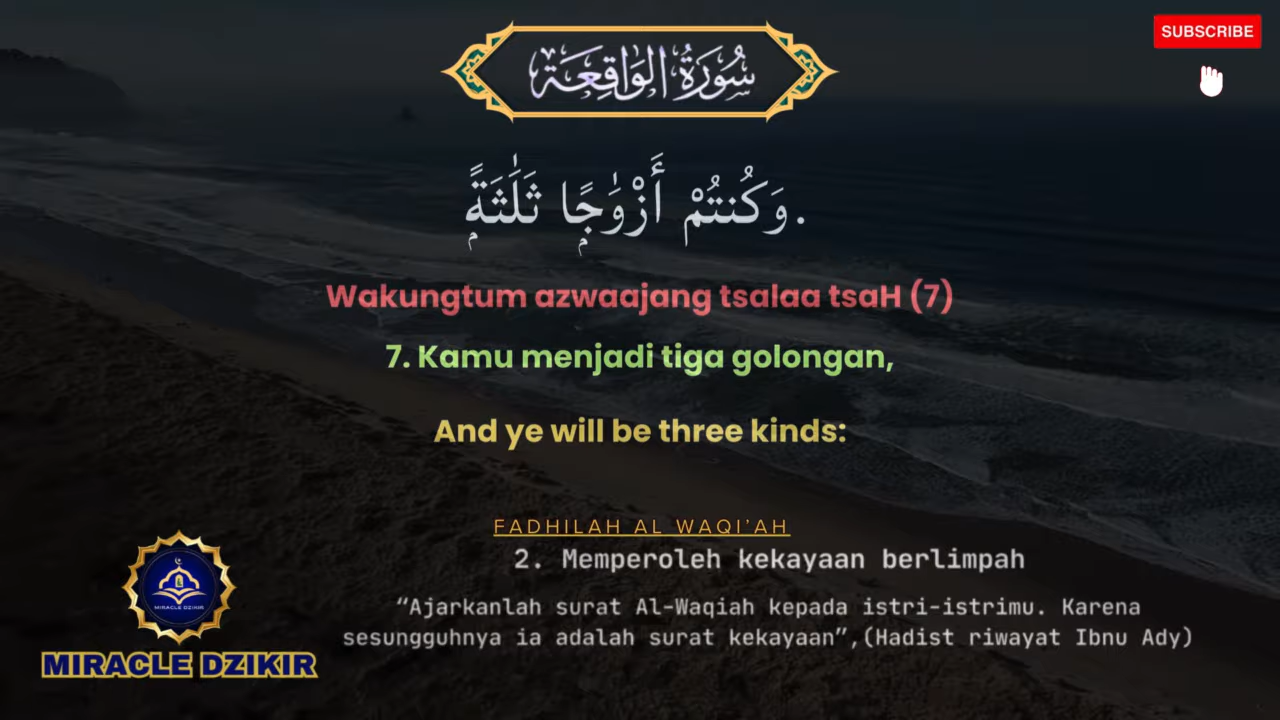 SUBSCRIBE
سُورَةُ الوَاقِعَة
وَكُنتُمْ أَزْوَٰجًۭا ثَلَٰثَةًۭ.
Wakungtum azwaajang tsalaa tsaH (7)
7. Kamu menjadi tiga golongan,
And ye will be three kinds:
FADHILAH AL WAQI'AH
2. Memperoleh kekayaan berlimpah
“Ajarkanlah surat Al-Waqiah kepada istri-istrimu. Karena
sesungguhnya ia adalah surat kekayaan”,(Hadist riwayat Ibnu Ady)
MIRACLE DZIKIR
MIRACLE DZIKIR